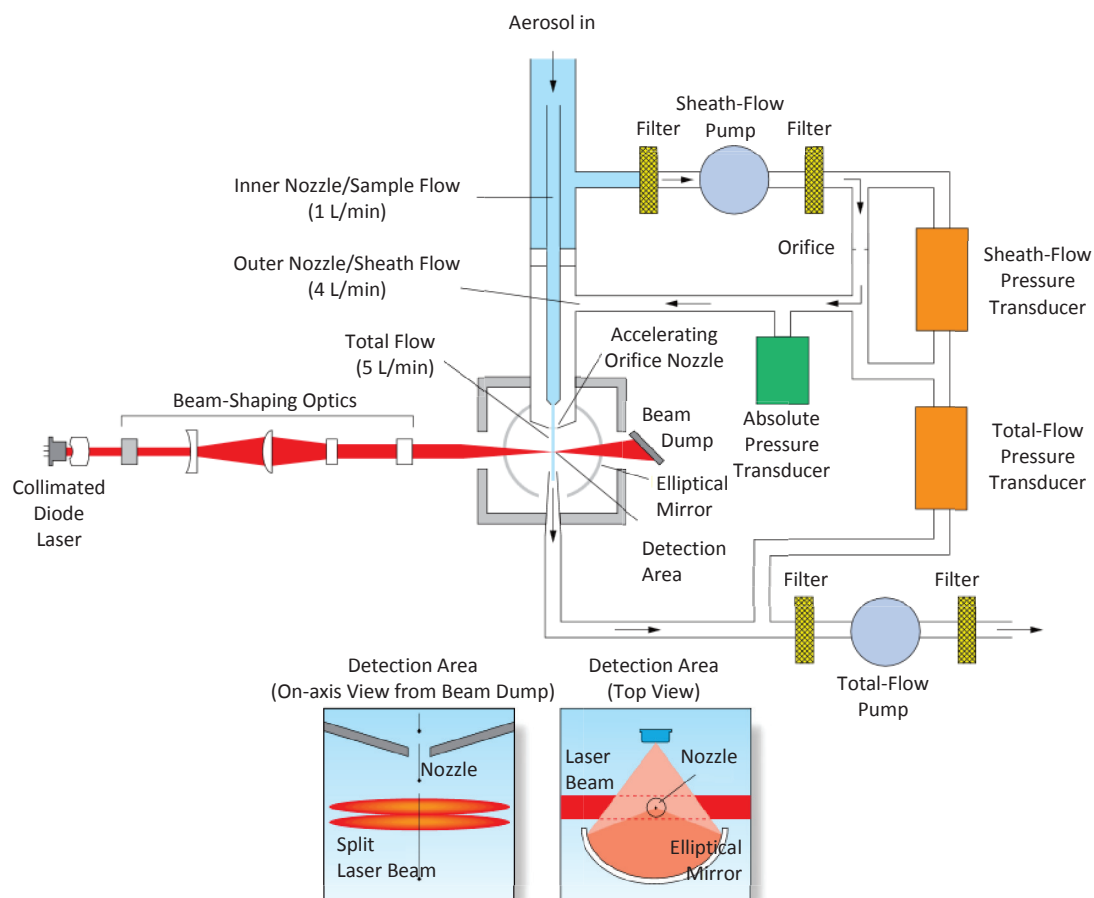 Aerosol in
Sheath-Flow
Pump
Filter
Filter
Inner Nozzle/Sample Flow
(1 L/min)
Orifice
Outer Nozzle/Sheath Flow
(4 L/min)
Sheath-Flow
Pressure
Transducer
Total Flow
(5 L/min)
Accelerating
Orifice Nozzle
Beam-Shaping Optics
Beam
Dump
Absolute
Pressure
Transducer
Total-Flow
Pressure
Transducer
Collimated
Diode
Laser
Elliptical
Mirror
Detection
Area
Filter
Filter
Total-Flow
Pump
Detection Area
(On-axis View from Beam Dump)
Nozzle
Split
Laser Beam
Detection Area
(Top View)
Laser
Beam
Nozzle
Elliptical
Mirror